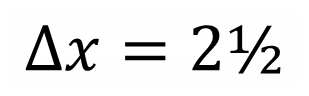 Δx = 2½